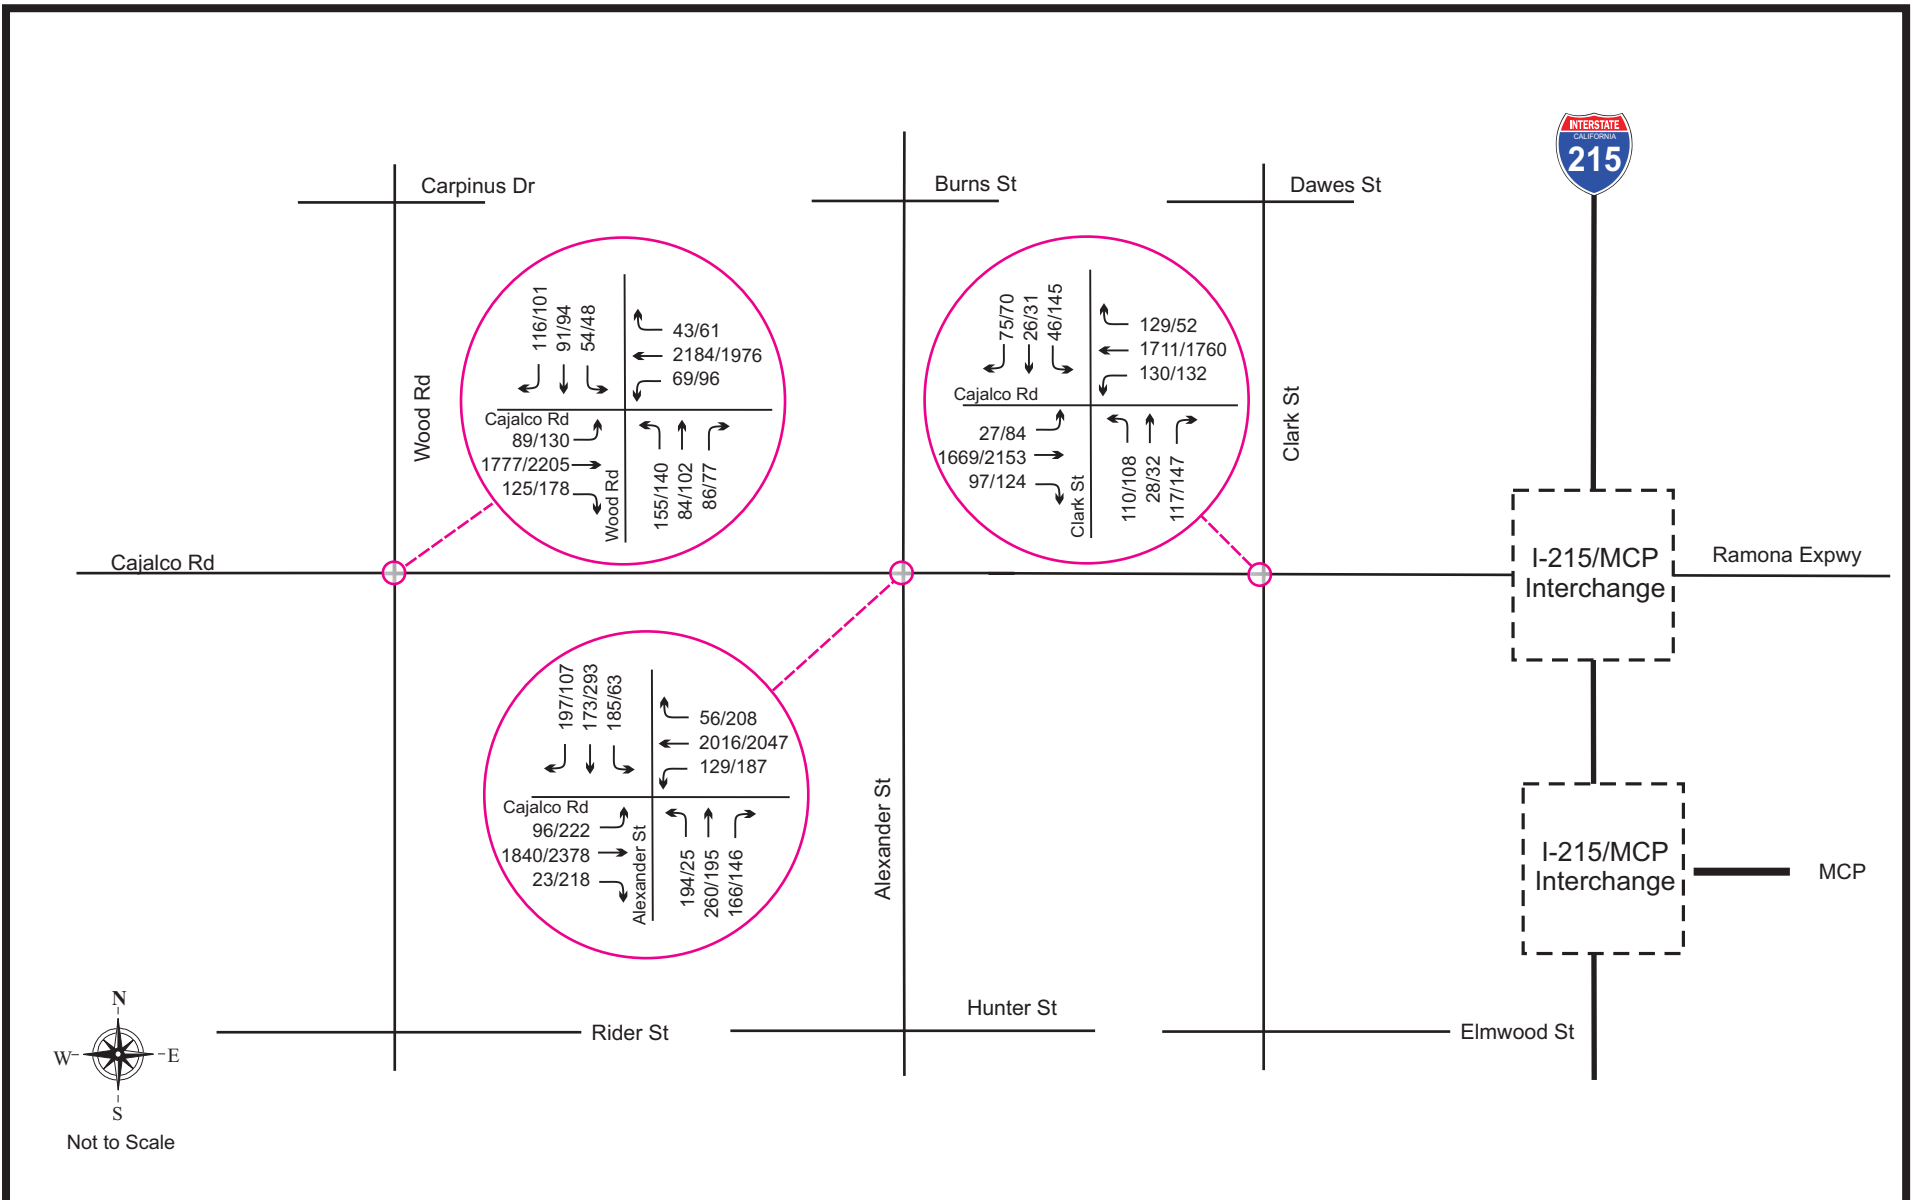 INTERSTATE
CALIFORNIA
215
Carpinus Dr
Burns St
Dawes St
116/101
91/94
54/48
43/61
2184/1976
69/96
Cajalco Rd
89/130
1777/2205
125/178
Wood Rd
155/140
84/102
86/77
Wood Rd
75/70
26/31
46/145
129/52
1711/1760
130/132
Cajalco Rd
27/84
1669/2153
97/124
Clark St
110/108
28/32
117/147
Clark St
Cajalco Rd
I-215/MCP
Interchange
Ramona Expwy
197/107
173/293
185/63
56/208
2016/2047
129/187
Cajalco Rd
96/222
1840/2378
23/218
Alexander St
194/25
260/195
166/146
Alexander St
I-215/MCP
Interchange
MCP
N
W
E
S
Not to Scale
Rider St
Hunter St
Elmwood St